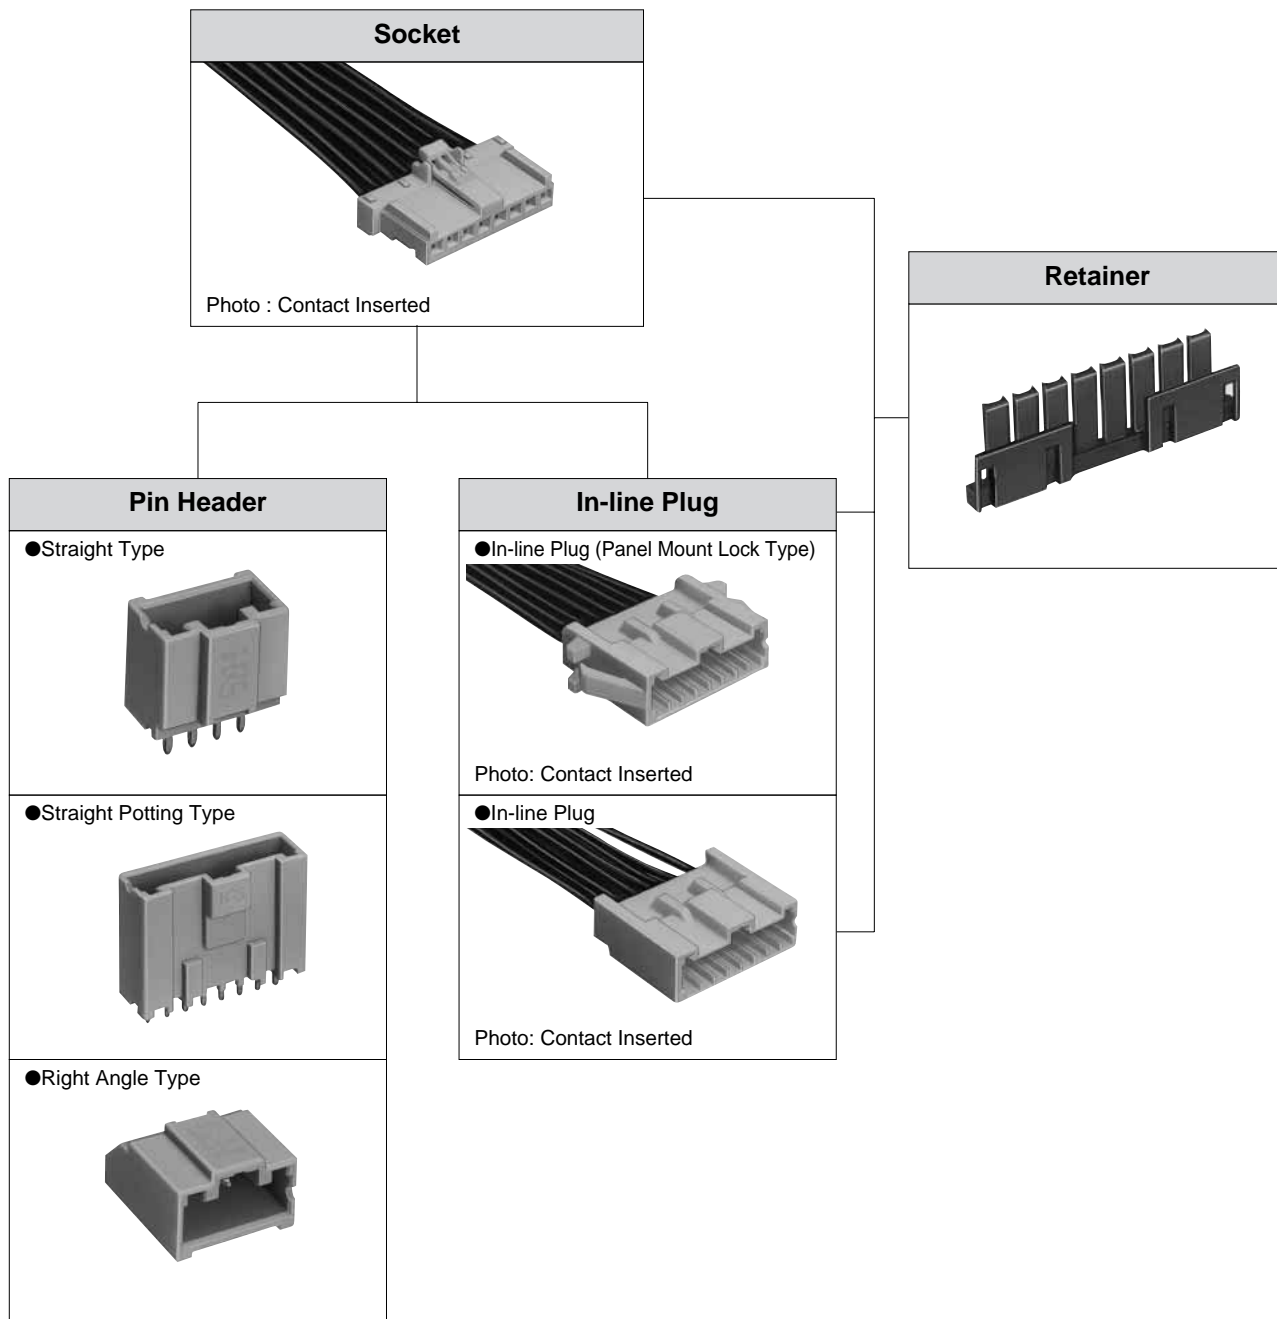 Socket
Photo : Contact Inserted
Retainer
Pin Header
●Straight Type
●Straight Potting Type
●Right Angle Type
In-line Plug
●In-line Plug (Panel Mount Lock Type)
Photo: Contact Inserted
●In-line Plug
Photo: Contact Inserted